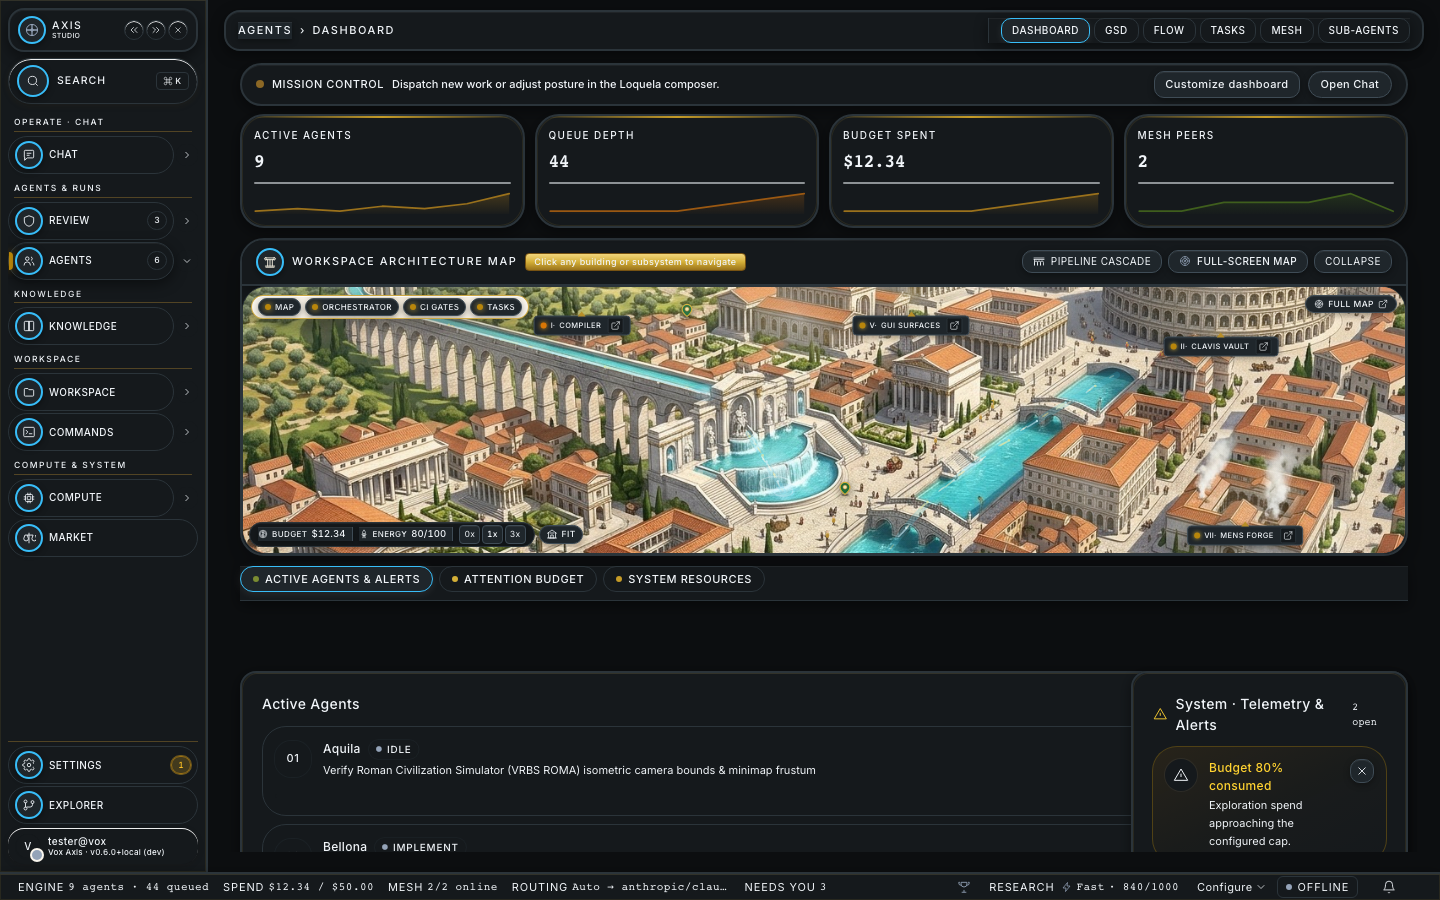 AXIS
STUDIO
SEARCH
⌘ K
OPERATE · CHAT
CHAT
AGENTS & RUNS
REVIEW 3
AGENTS 6
KNOWLEDGE
KNOWLEDGE
WORKSPACE
WORKSPACE
COMMANDS
COMPUTE & SYSTEM
COMPUTE
MARKET
SETTINGS 1
EXPLORER
V tester@vox
Vox Axis · v0.6.0+local (dev)
AGENTS › DASHBOARD
DASHBOARD GSD FLOW TASKS MESH SUB-AGENTS
MISSION CONTROL Dispatch new work or adjust posture in the Loquela composer.
Customize dashboard Open Chat
ACTIVE AGENTS
9
QUEUE DEPTH
44
BUDGET SPENT
$12.34
MESH PEERS
2
WORKSPACE ARCHITECTURE MAP Click any building or subsystem to navigate
PIPELINE CASCADE FULL-SCREEN MAP COLLAPSE
MAP ORCHESTRATOR CI GATES TASKS
FULL MAP
I· COMPILER
V· GUI SURFACES
II· CLAVIS VAULT
VII· MENS FORGE
BUDGET $12.34 ENERGY 80/100 0x 1x 3x FIT
ACTIVE AGENTS & ALERTS ATTENTION BUDGET SYSTEM RESOURCES
Active Agents
01 Aquila IDLE
Verify Roman Civilization Simulator (VRBS ROMA) isometric camera bounds & minimap frustum
Bellona IMPLEMENT
System · Telemetry &
Alerts
2
open
Budget 80%
consumed
Exploration spend
approaching the
configured cap.
ENGINE 9 agents · 44 queued SPEND $12.34 / $50.00 MESH 2/2 online ROUTING Auto → anthropic/clau… NEEDS YOU 3
RESEARCH Fast · 840/1000 Configure OFFLINE